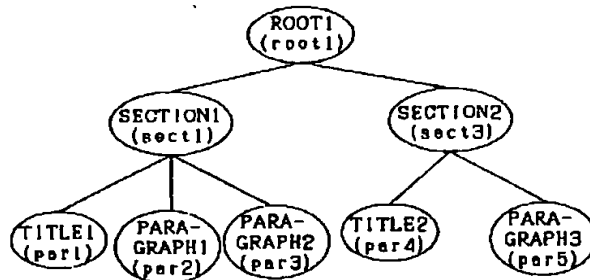 ROOT1
(root1)
SECTION1
(sect1)
SECTION2
(sect3)
TITLE1
(par1)
PARA-
GRAPH1
(par2)
PARA-
GRAPH2
(par3)
TITLE2
(par4)
PARA-
GRAPH3
(par5)